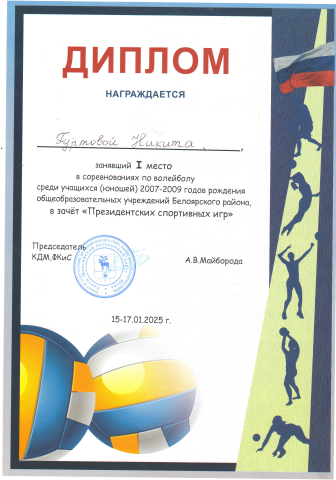 ДИПЛОМ
НАГРАЖДАЕТСЯ
Гуртовой Никита,
занявший I место
в соревнованиях по волейболу
среди учащихся (юношей) 2007-2009 годов рождения
общеобразовательных учреждений Белоярского района,
в зачёт «Президентских спортивных игр»
Председатель
КДМ,ФКиС А.В.Майборода
15-17.01.2025 г.